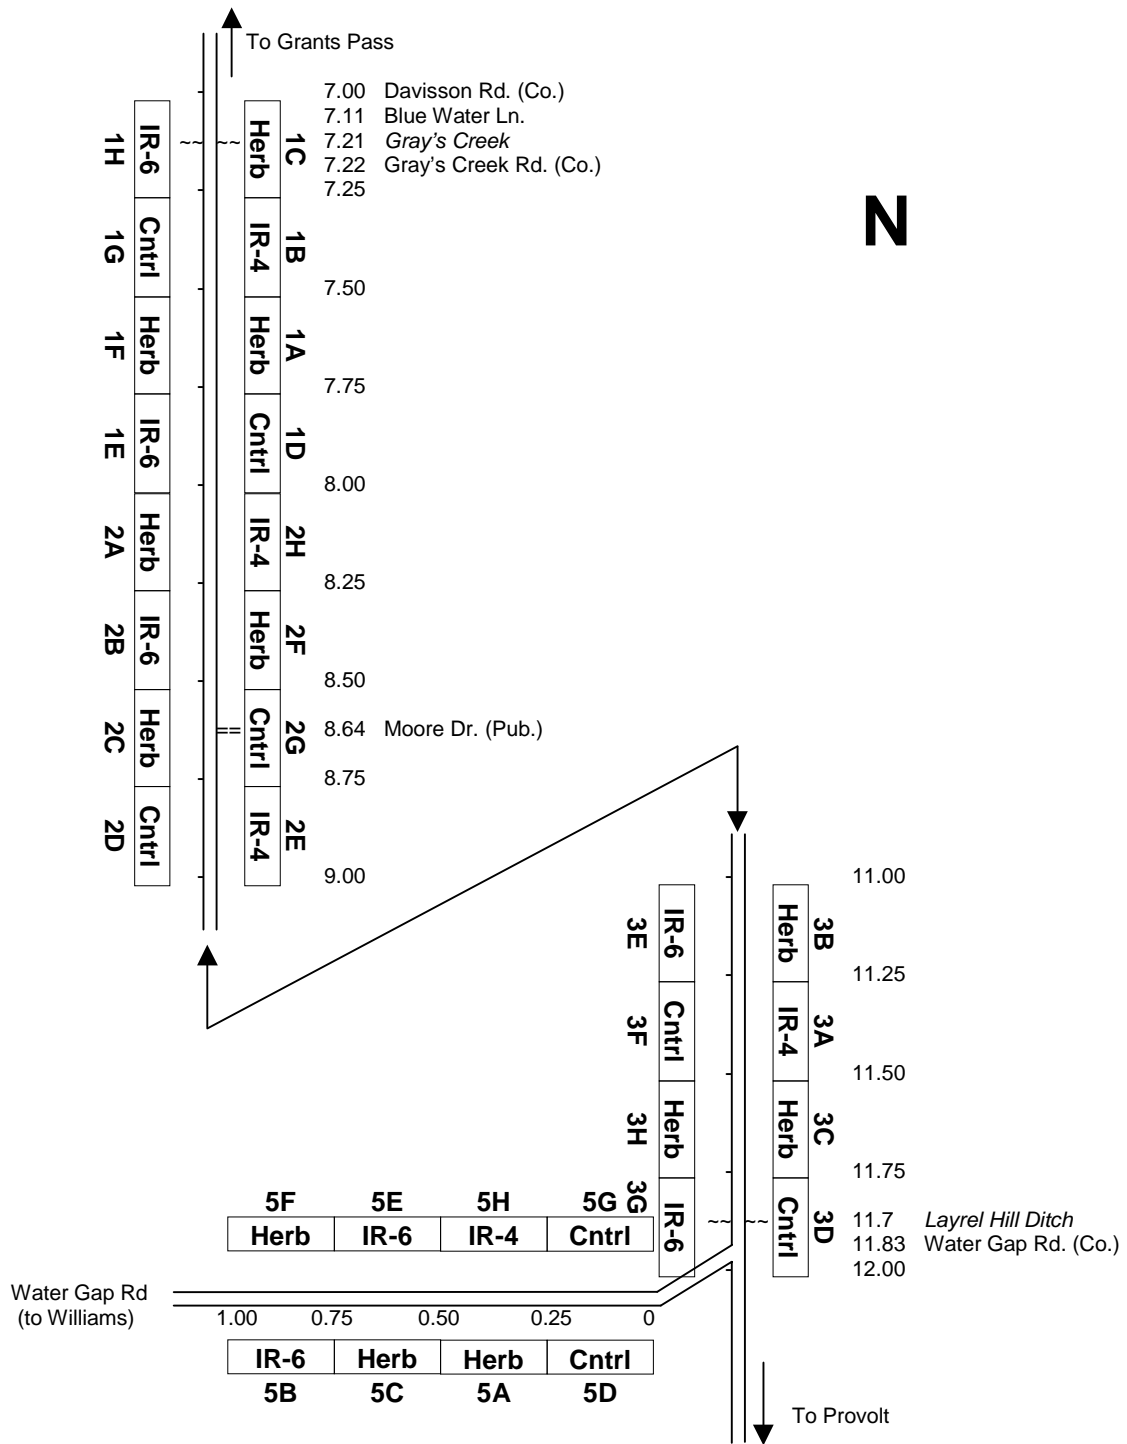 To Grants Pass
7.00 Davisson Rd. (Co.)
7.11 Blue Water Ln.
7.21 Gray's Creek
7.22 Gray's Creek Rd. (Co.)
7.25
1H IR-6 ~~ ~~ Herb 1C
N
1G Cntrl IR-4 1B
7.50
1F Herb Herb 1A
7.75
1E IR-6 Cntrl 1D
8.00
2A Herb IR-4 2H
8.25
2B IR-6 Herb 2F
8.50
2C Herb == Cntrl 2G
8.64 Moore Dr. (Pub.)
8.75
2D Cntrl IR-4 2E
9.00
11.00
3E IR-6 Herb 3B
11.25
3F Cntrl IR-4 3A
11.50
3H Herb Herb 3C
11.75
3G IR-6 ~~ ~~ Cntrl 3D
11.7 Layrel Hill Ditch
11.83 Water Gap Rd. (Co.)
12.00
5F 5E 5H 5G
Herb IR-6 IR-4 Cntrl
Water Gap Rd
(to Williams)
1.00 0.75 0.50 0.25 0
IR-6 Herb Herb Cntrl
5B 5C 5A 5D
To Provolt